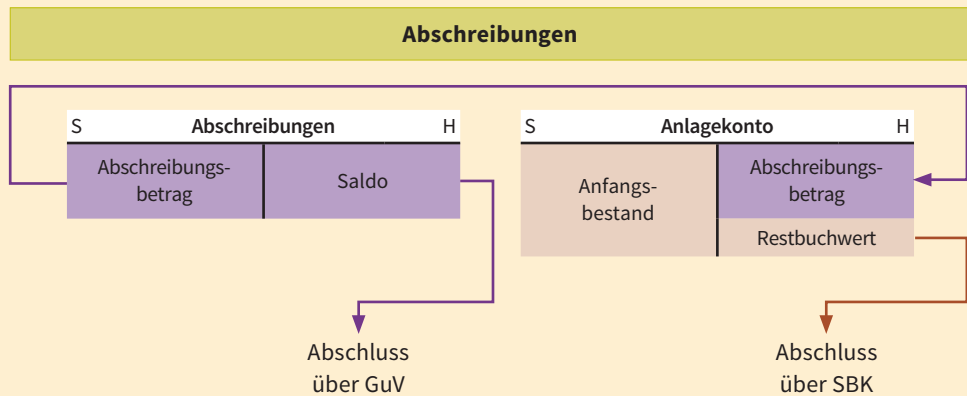 Abschreibungen
S Abschreibungen H
Abschreibungs-
betrag
Saldo
S Anlagekonto H
Anfangs-
bestand
Abschreibungs-
betrag
Restbuchwert
Abschluss
über GuV
Abschluss
über SBK